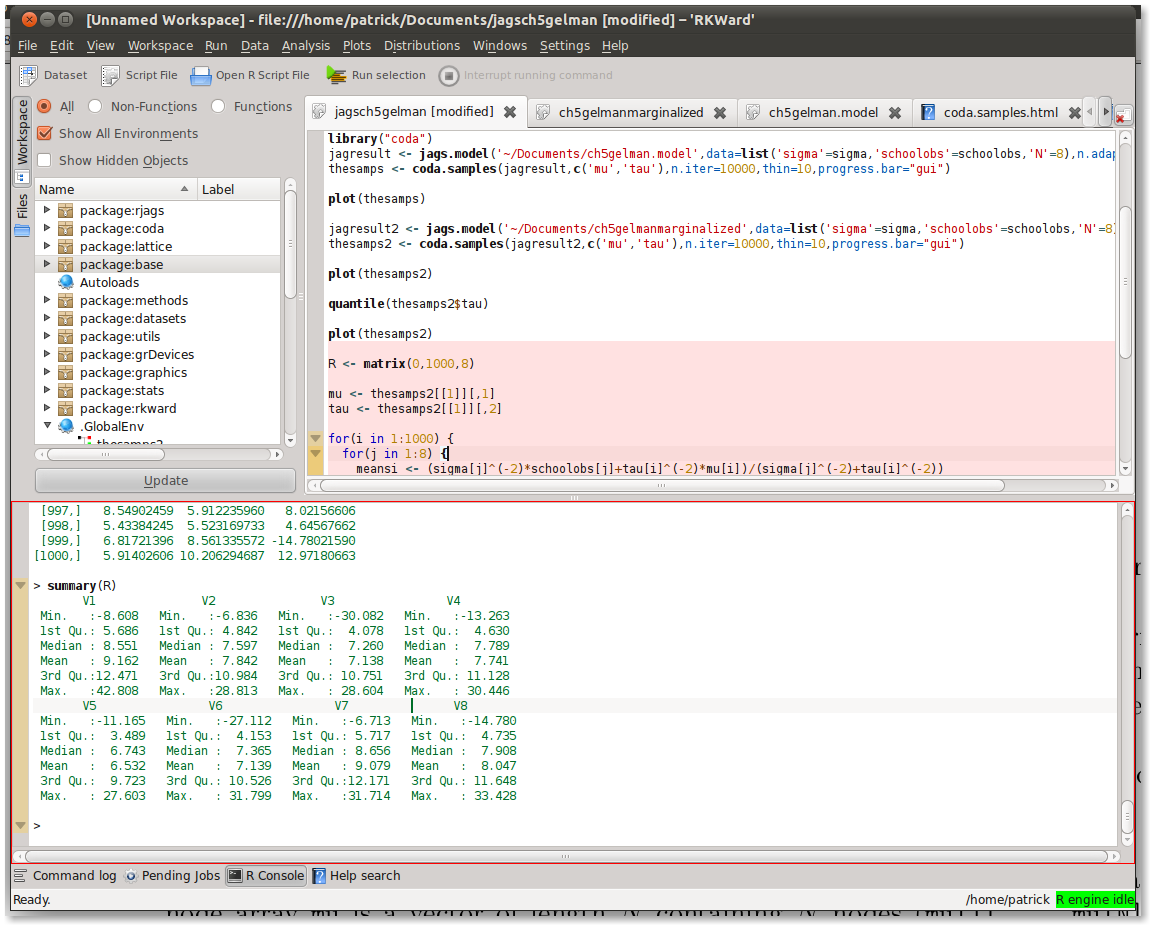 [Unnamed Workspace] - file:///home/patrick/Documents/jagsch5gelman [modified] – 'RKWard'
File Edit View Workspace Run Data Analysis Plots Distributions Windows Settings Help
Dataset Script File Open R Script File Run selection Interrupt running command
Workspace
Files
All Non-Functions Functions
Show All Environments
Show Hidden Objects
Name Label
package:rjags
package:coda
package:lattice
package:base
Autoloads
package:methods
package:datasets
package:utils
package:grDevices
package:graphics
package:stats
package:rkward
.GlobalEnv
thesamps2
Update
jagsch5gelman [modified] ch5gelmanmarginalized ch5gelman.model coda.samples.html
library("coda")
jagresult <- jags.model('~/Documents/ch5gelman.model',data=list('sigma'=sigma,'schoolobs'=schoolobs,'N'=8),n.adap
thesamps <- coda.samples(jagresult,c('mu','tau'),n.iter=10000,thin=10,progress.bar="gui")
plot(thesamps)
jagresult2 <- jags.model('~/Documents/ch5gelmanmarginalized',data=list('sigma'=sigma,'schoolobs'=schoolobs,'N'=8)
thesamps2 <- coda.samples(jagresult2,c('mu','tau'),n.iter=10000,thin=10,progress.bar="gui")
plot(thesamps2)
quantile(thesamps2$tau)
plot(thesamps2)
R <- matrix(0,1000,8)
mu <- thesamps2[[1]][,1]
tau <- thesamps2[[1]][,2]
for(i in 1:1000) {
for(j in 1:8) {
meansi <- (sigma[j]^(-2)*schoolobs[j]+tau[i]^(-2)*mu[i])/(sigma[j]^(-2)+tau[i]^(-2))
[997,] 8.54902459 5.912235960 8.02156606
[998,] 5.43384245 5.523169733 4.64567662
[999,] 6.81721396 8.561335572 -14.78021590
[1000,] 5.91402606 10.206294687 12.97180663
> summary(R)
V1 V2 V3 V4
Min. :-8.608 Min. :-6.836 Min. :-30.082 Min. :-13.263
1st Qu.: 5.686 1st Qu.: 4.842 1st Qu.: 4.078 1st Qu.: 4.630
Median : 8.551 Median : 7.597 Median : 7.260 Median : 7.789
Mean : 9.162 Mean : 7.842 Mean : 7.138 Mean : 7.741
3rd Qu.:12.471 3rd Qu.:10.984 3rd Qu.: 10.751 3rd Qu.: 11.128
Max. :42.808 Max. :28.813 Max. : 28.604 Max. : 30.446
V5 V6 V7 V8
Min. :-11.165 Min. :-27.112 Min. :-6.713 Min. :-14.780
1st Qu.: 3.489 1st Qu.: 4.153 1st Qu.: 5.717 1st Qu.: 4.735
Median : 6.743 Median : 7.365 Median : 8.656 Median : 7.908
Mean : 6.532 Mean : 7.139 Mean : 9.079 Mean : 8.047
3rd Qu.: 9.723 3rd Qu.: 10.526 3rd Qu.:12.171 3rd Qu.: 11.648
Max. : 27.603 Max. : 31.799 Max. :31.714 Max. : 33.428
>
Command log Pending Jobs R Console Help search
Ready. /home/patrick R engine idle